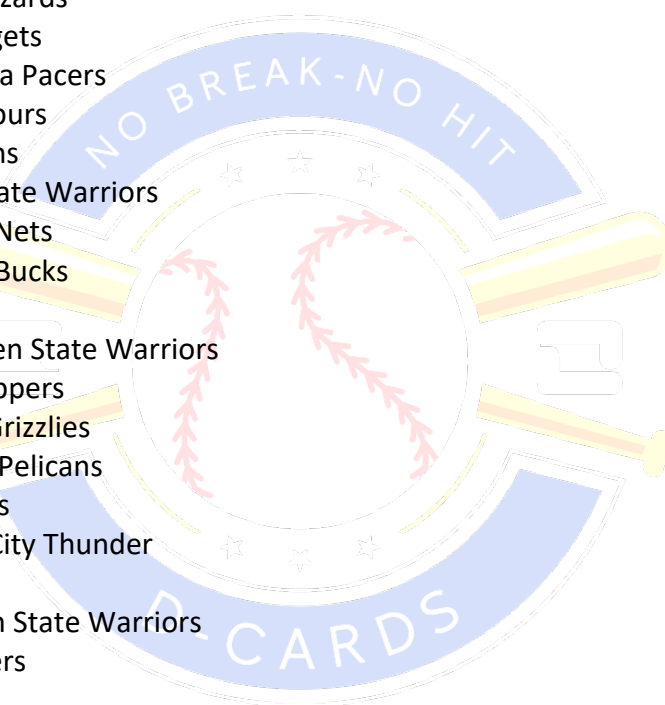 zards
gets
a Pacers
ours
ns
ate Warriors
Nets
Bucks
en State Warriors
ppers
Grizzlies
Pelicans
s
City Thunder
n State Warriors
ers
NO BREAK-NO HIT
D-CARDS